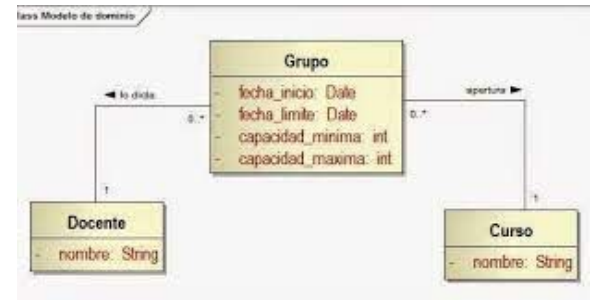 class Modelo de dominio
Grupo
- fecha_inicio: Date
- fecha_limite: Date
- capacidad_minima: int
- capacidad_maxima: int
◄ lo dicta
0..*
1
apertura ►
0..*
1
Docente
- nombre: String
Curso
- nombre: String